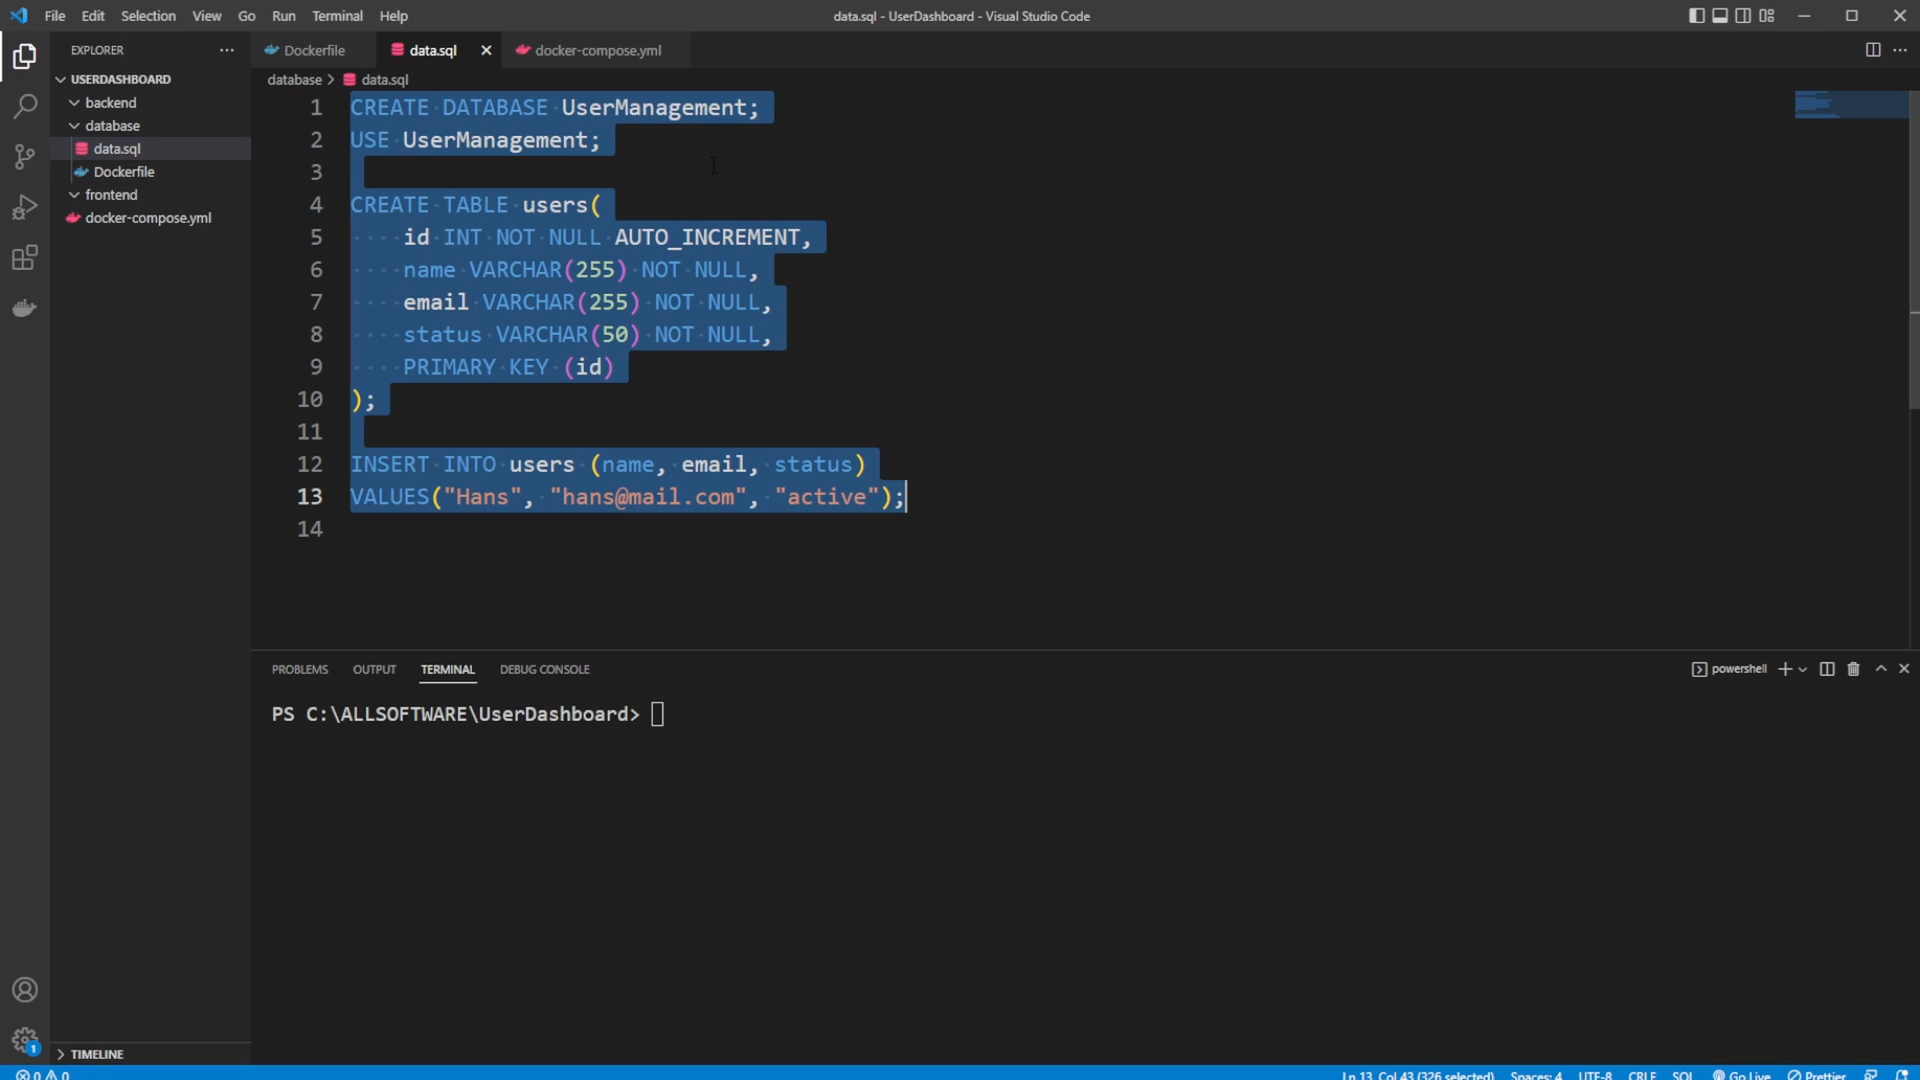 File Edit Selection View Go Run Terminal Help
data.sql - UserDashboard - Visual Studio Code
EXPLORER
Dockerfile
data.sql
docker-compose.yml
USERDASHBOARD
backend
database
data.sql
Dockerfile
frontend
docker-compose.yml
database > data.sql
1 CREATE DATABASE UserManagement;
2 USE UserManagement;
3
4 CREATE TABLE users(
5 id INT NOT NULL AUTO_INCREMENT,
6 name VARCHAR(255) NOT NULL,
7 email VARCHAR(255) NOT NULL,
8 status VARCHAR(50) NOT NULL,
9 PRIMARY KEY (id)
10 );
11
12 INSERT INTO users (name, email, status)
13 VALUES("Hans", "hans@mail.com", "active");
14
PROBLEMS OUTPUT TERMINAL DEBUG CONSOLE
powershell
PS C:\ALLSOFTWARE\UserDashboard>
1
TIMELINE
0 0
Ln 13, Col 43 (326 selected) Spaces: 4 UTF-8 CRLF SQL Go Live Prettier